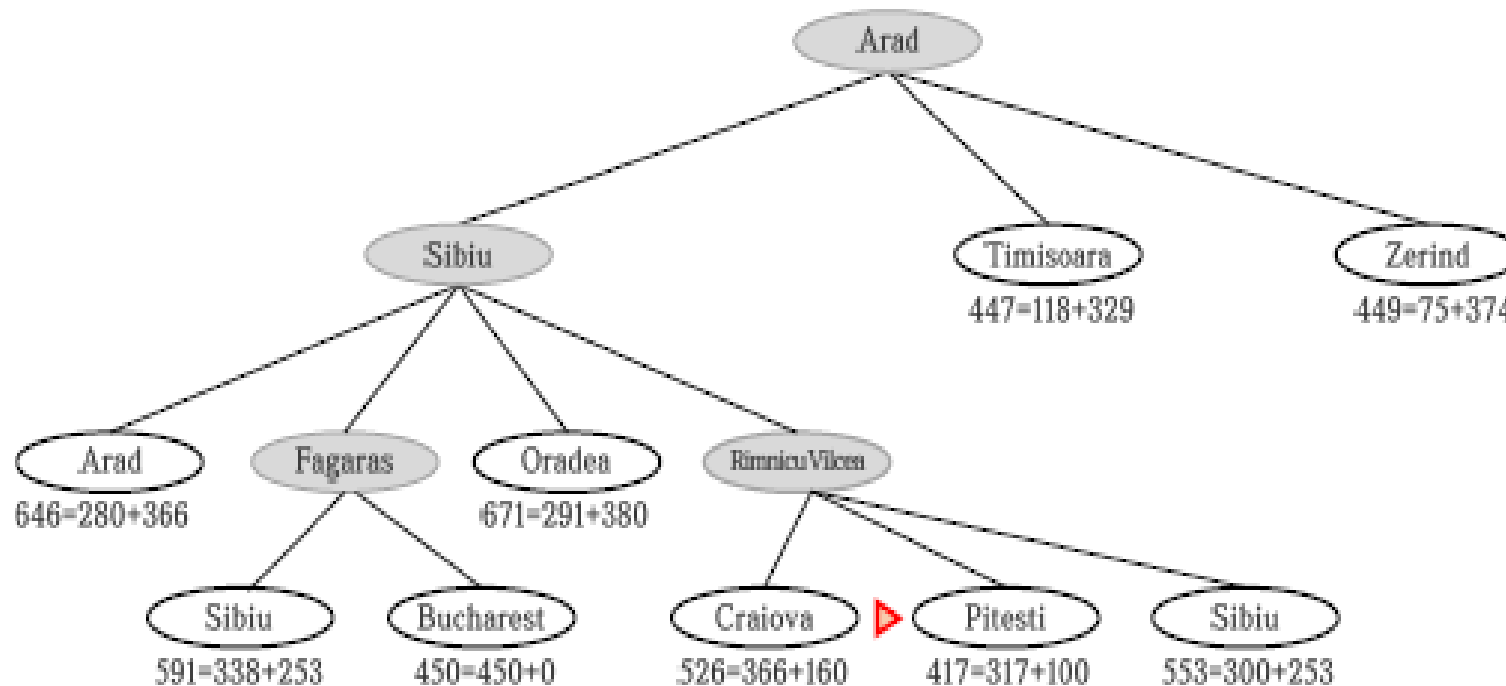 Arad
Sibiu
Timisoara
Zerind
447=118+329
449=75+374
Arad
Fagaras
Oradea
Rimnicu Vilcea
646=280+366
671=291+380
Sibiu
Bucharest
Craiova
Pitesti
Sibiu
591=338+253
450=450+0
526=366+160
417=317+100
553=300+253